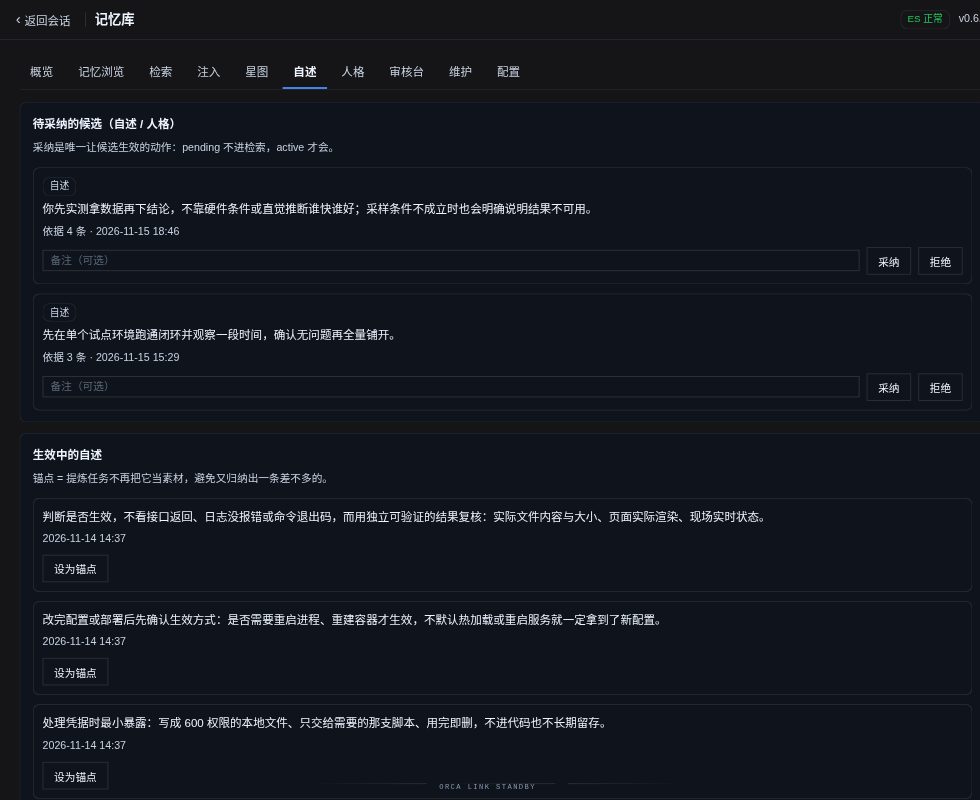 ‹ 返回会话 记忆库 ES 正常 v0.6
概览 记忆浏览 检索 注入 星图 自述 人格 审核台 维护 配置
待采纳的候选（自述 / 人格）
采纳是唯一让候选生效的动作：pending 不进检索，active 才会。
自述
你先实测拿数据再下结论，不靠硬件条件或直觉推断谁快谁好；采样条件不成立时也会明确说明结果不可用。
依据 4 条 · 2026-11-15 18:46
备注（可选） 采纳 拒绝
自述
先在单个试点环境跑通闭环并观察一段时间，确认无问题再全量铺开。
依据 3 条 · 2026-11-15 15:29
备注（可选） 采纳 拒绝
生效中的自述
锚点 = 提炼任务不再把它当素材，避免又归纳出一条差不多的。
判断是否生效，不看接口返回、日志没报错或命令退出码，而用独立可验证的结果复核：实际文件内容与大小、页面实际渲染、现场实时状态。
2026-11-14 14:37
设为锚点
改完配置或部署后先确认生效方式：是否需要重启进程、重建容器才生效，不默认热加载或重启服务就一定拿到了新配置。
2026-11-14 14:37
设为锚点
处理凭据时最小暴露：写成 600 权限的本地文件、只交给需要的那支脚本、用完即删，不进代码也不长期留存。
2026-11-14 14:37
设为锚点
ORCA LINK STANDBY